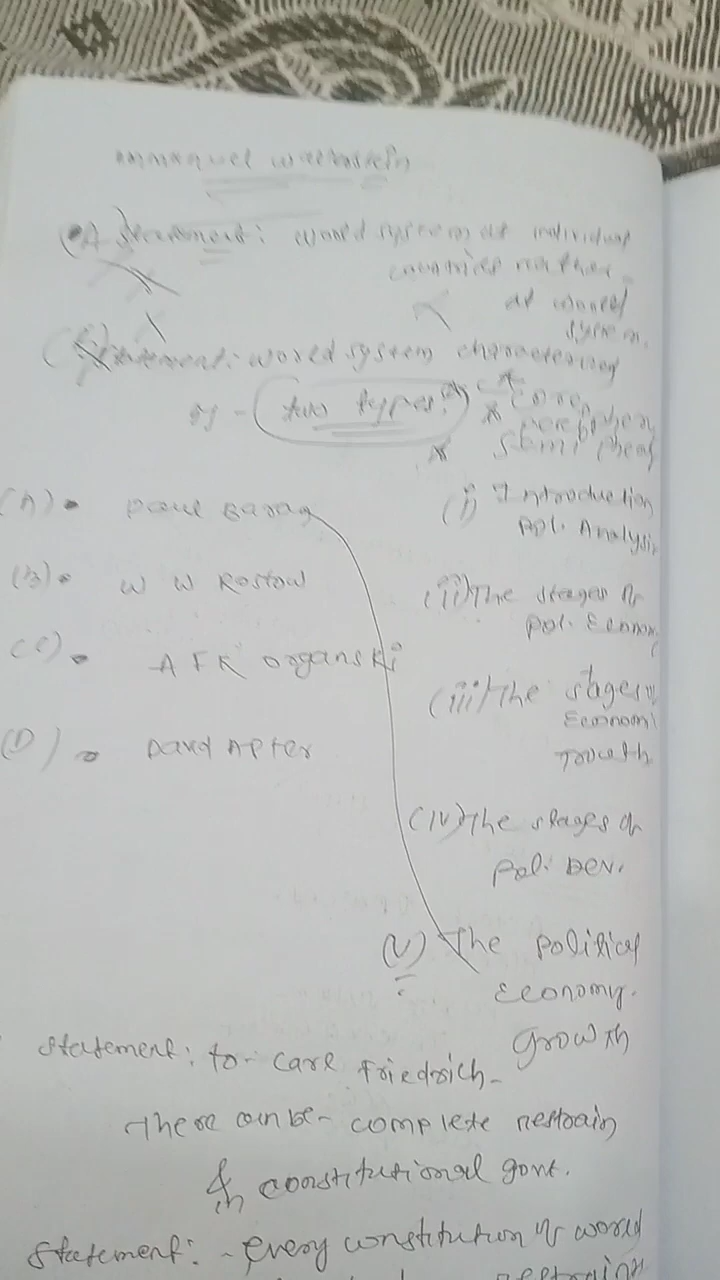 Immanuel Wallerstein
Statement: World system at individual
countries rather
at world
system.
Statement: world system characterised
by - (two types?) * Core,
* Semi
(A) • Paul Baran
(i) Introduction
Pol. Analysis
(B) • W W Rostow
(ii) The stages of
pol. Econom
(C) • AFK Organski
(iii) The stages of
Economi
Growth
(D) • David Apter
(iv) The stages of
Pol. Dev.
(v) The political
economy.
Growth
Statement: to - Carl Friedrich -
There can be - complete restrain
in constitutional govt.
Statement: - Every constitution of world